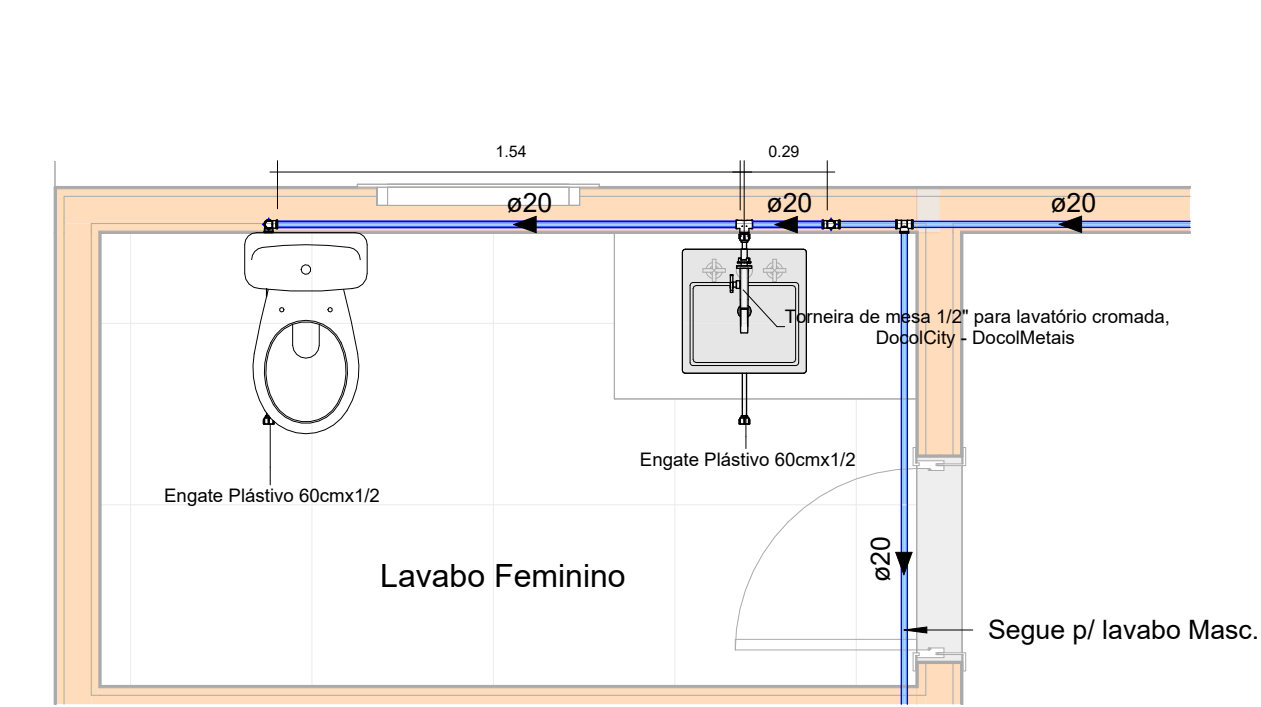 1.54
0.29
ø20
ø20
ø20
Torneira de mesa 1/2" para lavatório cromada,
DocolCity - DocolMetais
Engate Plástivo 60cmx1/2
Engate Plástivo 60cmx1/2
ø20
Lavabo Feminino
Segue p/ lavabo Masc.